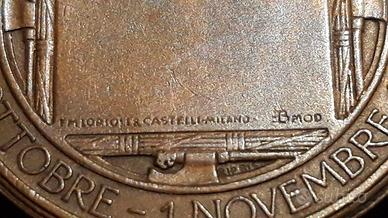 F.M. LORIOLI & CASTELLI - MILANO - B MOD
OTTOBRE - 1 NOVEMBRE